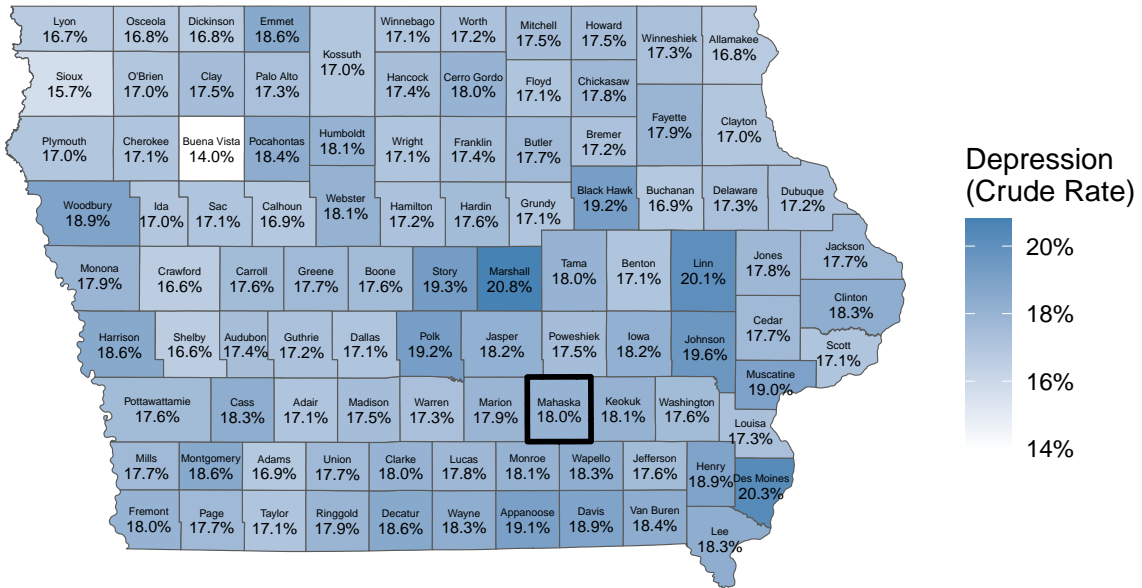 Lyon
16.7%
Osceola
16.8%
Dickinson
16.8%
Emmet
18.6%
Winnebago
17.1%
Worth
17.2%
Mitchell
17.5%
Howard
17.5%
Winneshiek
17.3%
Allamakee
16.8%
Kossuth
17.0%
Sioux
15.7%
O'Brien
17.0%
Clay
17.5%
Palo Alto
17.3%
Hancock
17.4%
Cerro Gordo
18.0%
Floyd
17.1%
Chickasaw
17.8%
Fayette
17.9%
Clayton
17.0%
Plymouth
17.0%
Cherokee
17.1%
Buena Vista
14.0%
Pocahontas
18.4%
Humboldt
18.1%
Wright
17.1%
Franklin
17.4%
Butler
17.7%
Bremer
17.2%
Woodbury
18.9%
Ida
17.0%
Sac
17.1%
Calhoun
16.9%
Webster
18.1%
Hamilton
17.2%
Hardin
17.6%
Grundy
17.1%
Black Hawk
19.2%
Buchanan
16.9%
Delaware
17.3%
Dubuque
17.2%
Monona
17.9%
Crawford
16.6%
Carroll
17.6%
Greene
17.7%
Boone
17.6%
Story
19.3%
Marshall
20.8%
Tama
18.0%
Benton
17.1%
Linn
20.1%
Jones
17.8%
Jackson
17.7%
Clinton
18.3%
Harrison
18.6%
Shelby
16.6%
Audubon
17.4%
Guthrie
17.2%
Dallas
17.1%
Polk
19.2%
Jasper
18.2%
Poweshiek
17.5%
Iowa
18.2%
Johnson
19.6%
Cedar
17.7%
Scott
17.1%
Muscatine
19.0%
Pottawattamie
17.6%
Cass
18.3%
Adair
17.1%
Madison
17.5%
Warren
17.3%
Marion
17.9%
Mahaska
18.0%
Keokuk
18.1%
Washington
17.6%
Louisa
17.3%
Mills
17.7%
Montgomery
18.6%
Adams
16.9%
Union
17.7%
Clarke
18.0%
Lucas
17.8%
Monroe
18.1%
Wapello
18.3%
Jefferson
17.6%
Henry
18.9%
Des Moines
20.3%
Fremont
18.0%
Page
17.7%
Taylor
17.1%
Ringgold
17.9%
Decatur
18.6%
Wayne
18.3%
Appanoose
19.1%
Davis
18.9%
Van Buren
18.4%
Lee
18.3%
Depression
(Crude Rate)
20%
18%
16%
14%